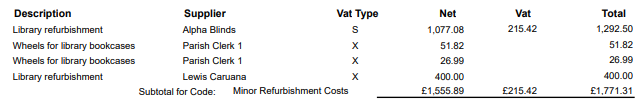 Description Supplier Vat Type Net Vat Total
Library refurbishment Alpha Blinds S 1,077.08 215.42 1,292.50
Wheels for library bookcases Parish Clerk 1 X 51.82 51.82
Wheels for library bookcases Parish Clerk 1 X 26.99 26.99
Library refurbishment Lewis Caruana X 400.00 400.00
Subtotal for Code: Minor Refurbishment Costs £1,555.89 £215.42 £1,771.31